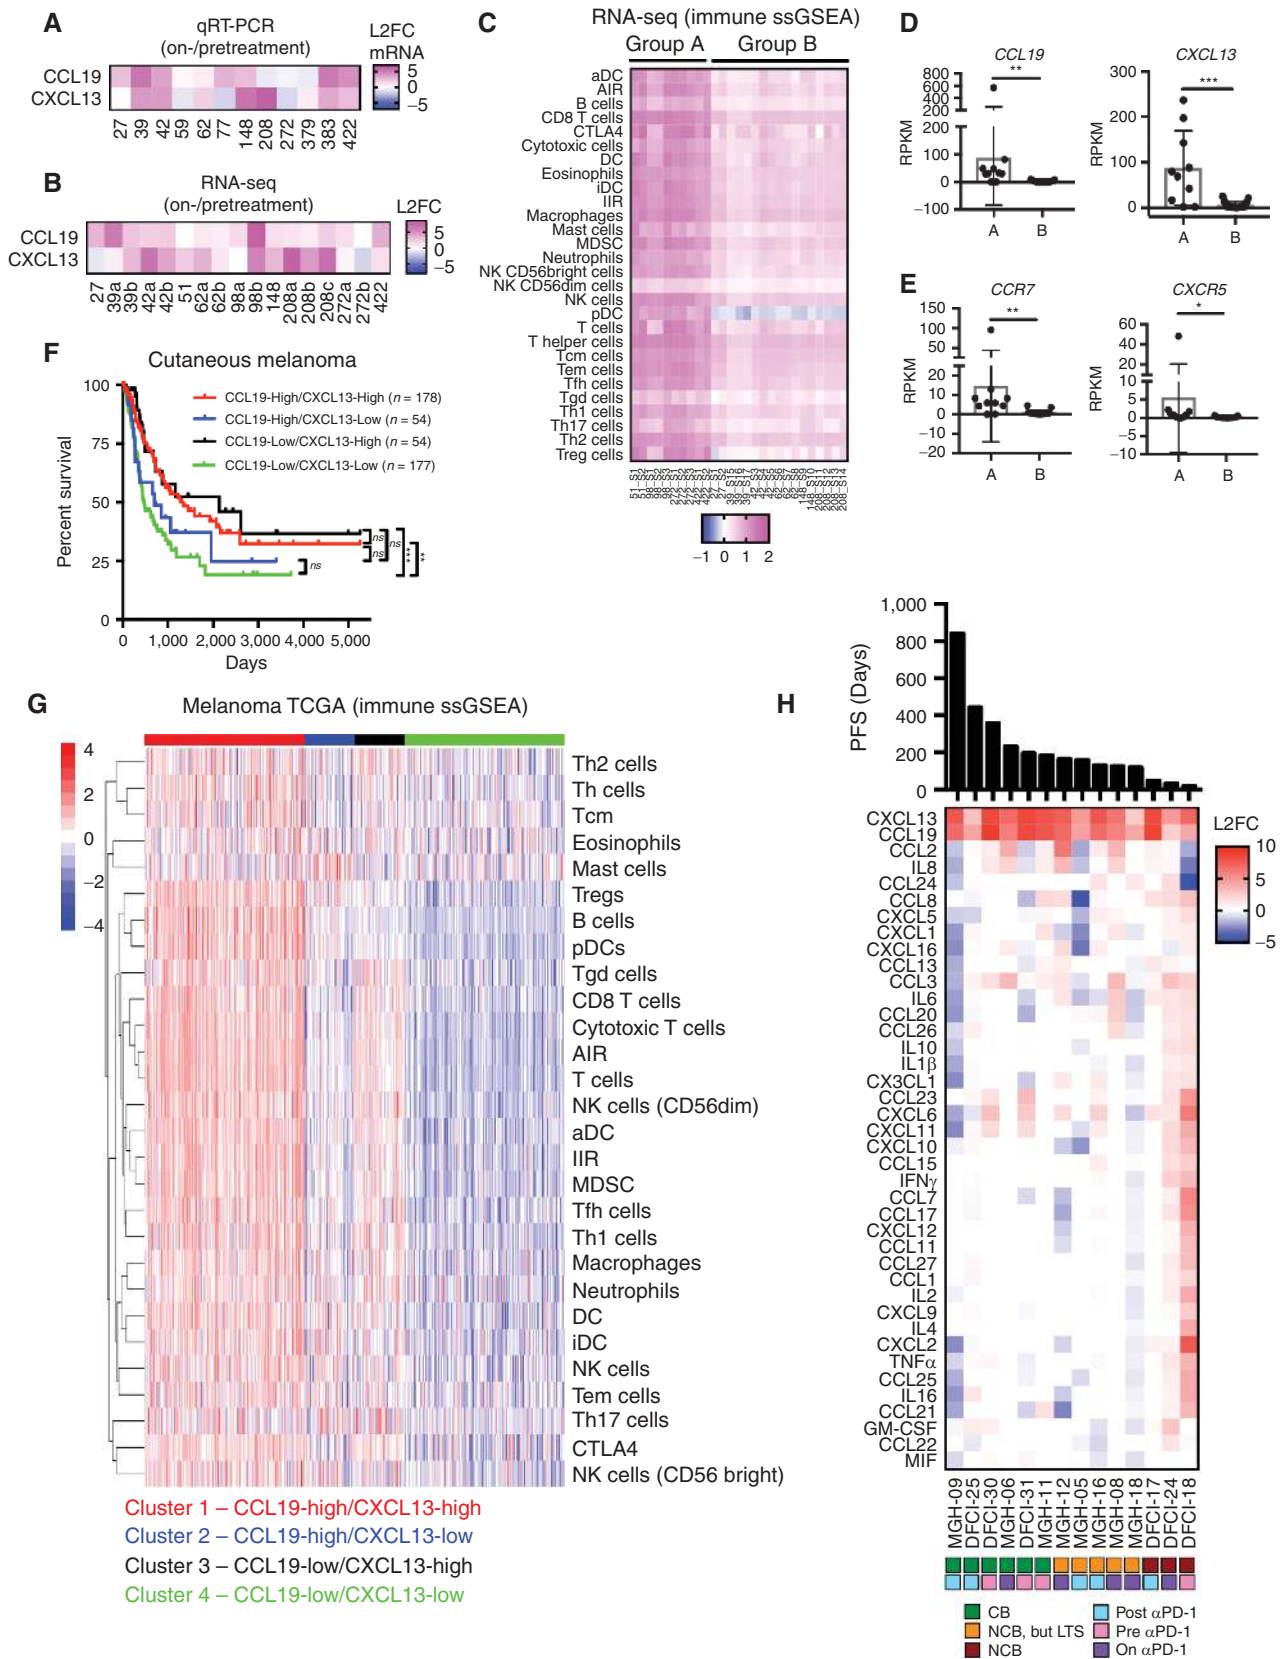 A
qRT-PCR
(on-/pretreatment)
L2FC
mRNA
CCL19
CXCL13
5
0
−5
27 39 42 59 62 77 148 208 272 379 383 422
B
RNA-seq
(on-/pretreatment)
L2FC
CCL19
CXCL13
5
0
−5
27 39a 39b 42a 42b 51 62a 62b 98a 98b 148 208a 208b 208c 272a 272b 422
C
RNA-seq (immune ssGSEA)
Group A Group B
aDC
AIR
B cells
CD8 T cells
CTLA4
Cytotoxic cells
DC
Eosinophils
iDC
IIR
Macrophages
Mast cells
MDSC
Neutrophils
NK CD56bright cells
NK CD56dim cells
NK cells
pDC
T cells
T helper cells
Tcm cells
Tem cells
Tfh cells
Tgd cells
Th1 cells
Th17 cells
Th2 cells
Treg cells
−1 0 1 2
D
CCL19
RPKM
800
600
400
200
200
100
0
−100
**
A B
CXCL13
RPKM
300
200
100
0
***
A B
E
CCR7
RPKM
150
100
50
20
10
0
−10
−20
**
A B
CXCR5
RPKM
60
40
20
10
5
0
−5
−10
*
A B
F
Cutaneous melanoma
Percent survival
100
75
50
25
0
CCL19-High/CXCL13-High (n = 178)
CCL19-High/CXCL13-Low (n = 54)
CCL19-Low/CXCL13-High (n = 54)
CCL19-Low/CXCL13-Low (n = 177)
ns
ns
ns
ns
***
**
0 1,000 2,000 3,000 4,000 5,000
Days
G
Melanoma TCGA (immune ssGSEA)
4
2
0
−2
−4
Th2 cells
Th cells
Tcm
Eosinophils
Mast cells
Tregs
B cells
pDCs
Tgd cells
CD8 T cells
Cytotoxic T cells
AIR
T cells
NK cells (CD56dim)
aDC
IIR
MDSC
Tfh cells
Th1 cells
Macrophages
Neutrophils
DC
iDC
NK cells
Tem cells
Th17 cells
CTLA4
NK cells (CD56 bright)
Cluster 1 – CCL19-high/CXCL13-high
Cluster 2 – CCL19-high/CXCL13-low
Cluster 3 – CCL19-low/CXCL13-high
Cluster 4 – CCL19-low/CXCL13-low
H
PFS (Days)
1,000
800
600
400
200
0
L2FC
10
5
0
−5
CXCL13
CCL19
CCL2
IL8
CCL24
CCL8
CXCL5
CXCL1
CXCL16
CCL13
CCL3
IL6
CCL20
CCL26
IL10
IL1β
CX3CL1
CCL23
CXCL6
CXCL11
CXCL10
CCL15
IFNγ
CCL7
CCL17
CXCL12
CCL11
CCL27
CCL1
IL2
CXCL9
IL4
CXCL2
TNFα
CCL25
IL16
CCL21
GM-CSF
CCL22
MIF
MGH-09 DFCI-25 DFCI-30 MGH-06 DFCI-31 MGH-11 MGH-12 MGH-05 MGH-16 MGH-08 MGH-18 DFCI-17 DFCI-24 DFCI-18
CB
NCB, but LTS
NCB
Post αPD-1
Pre αPD-1
On αPD-1